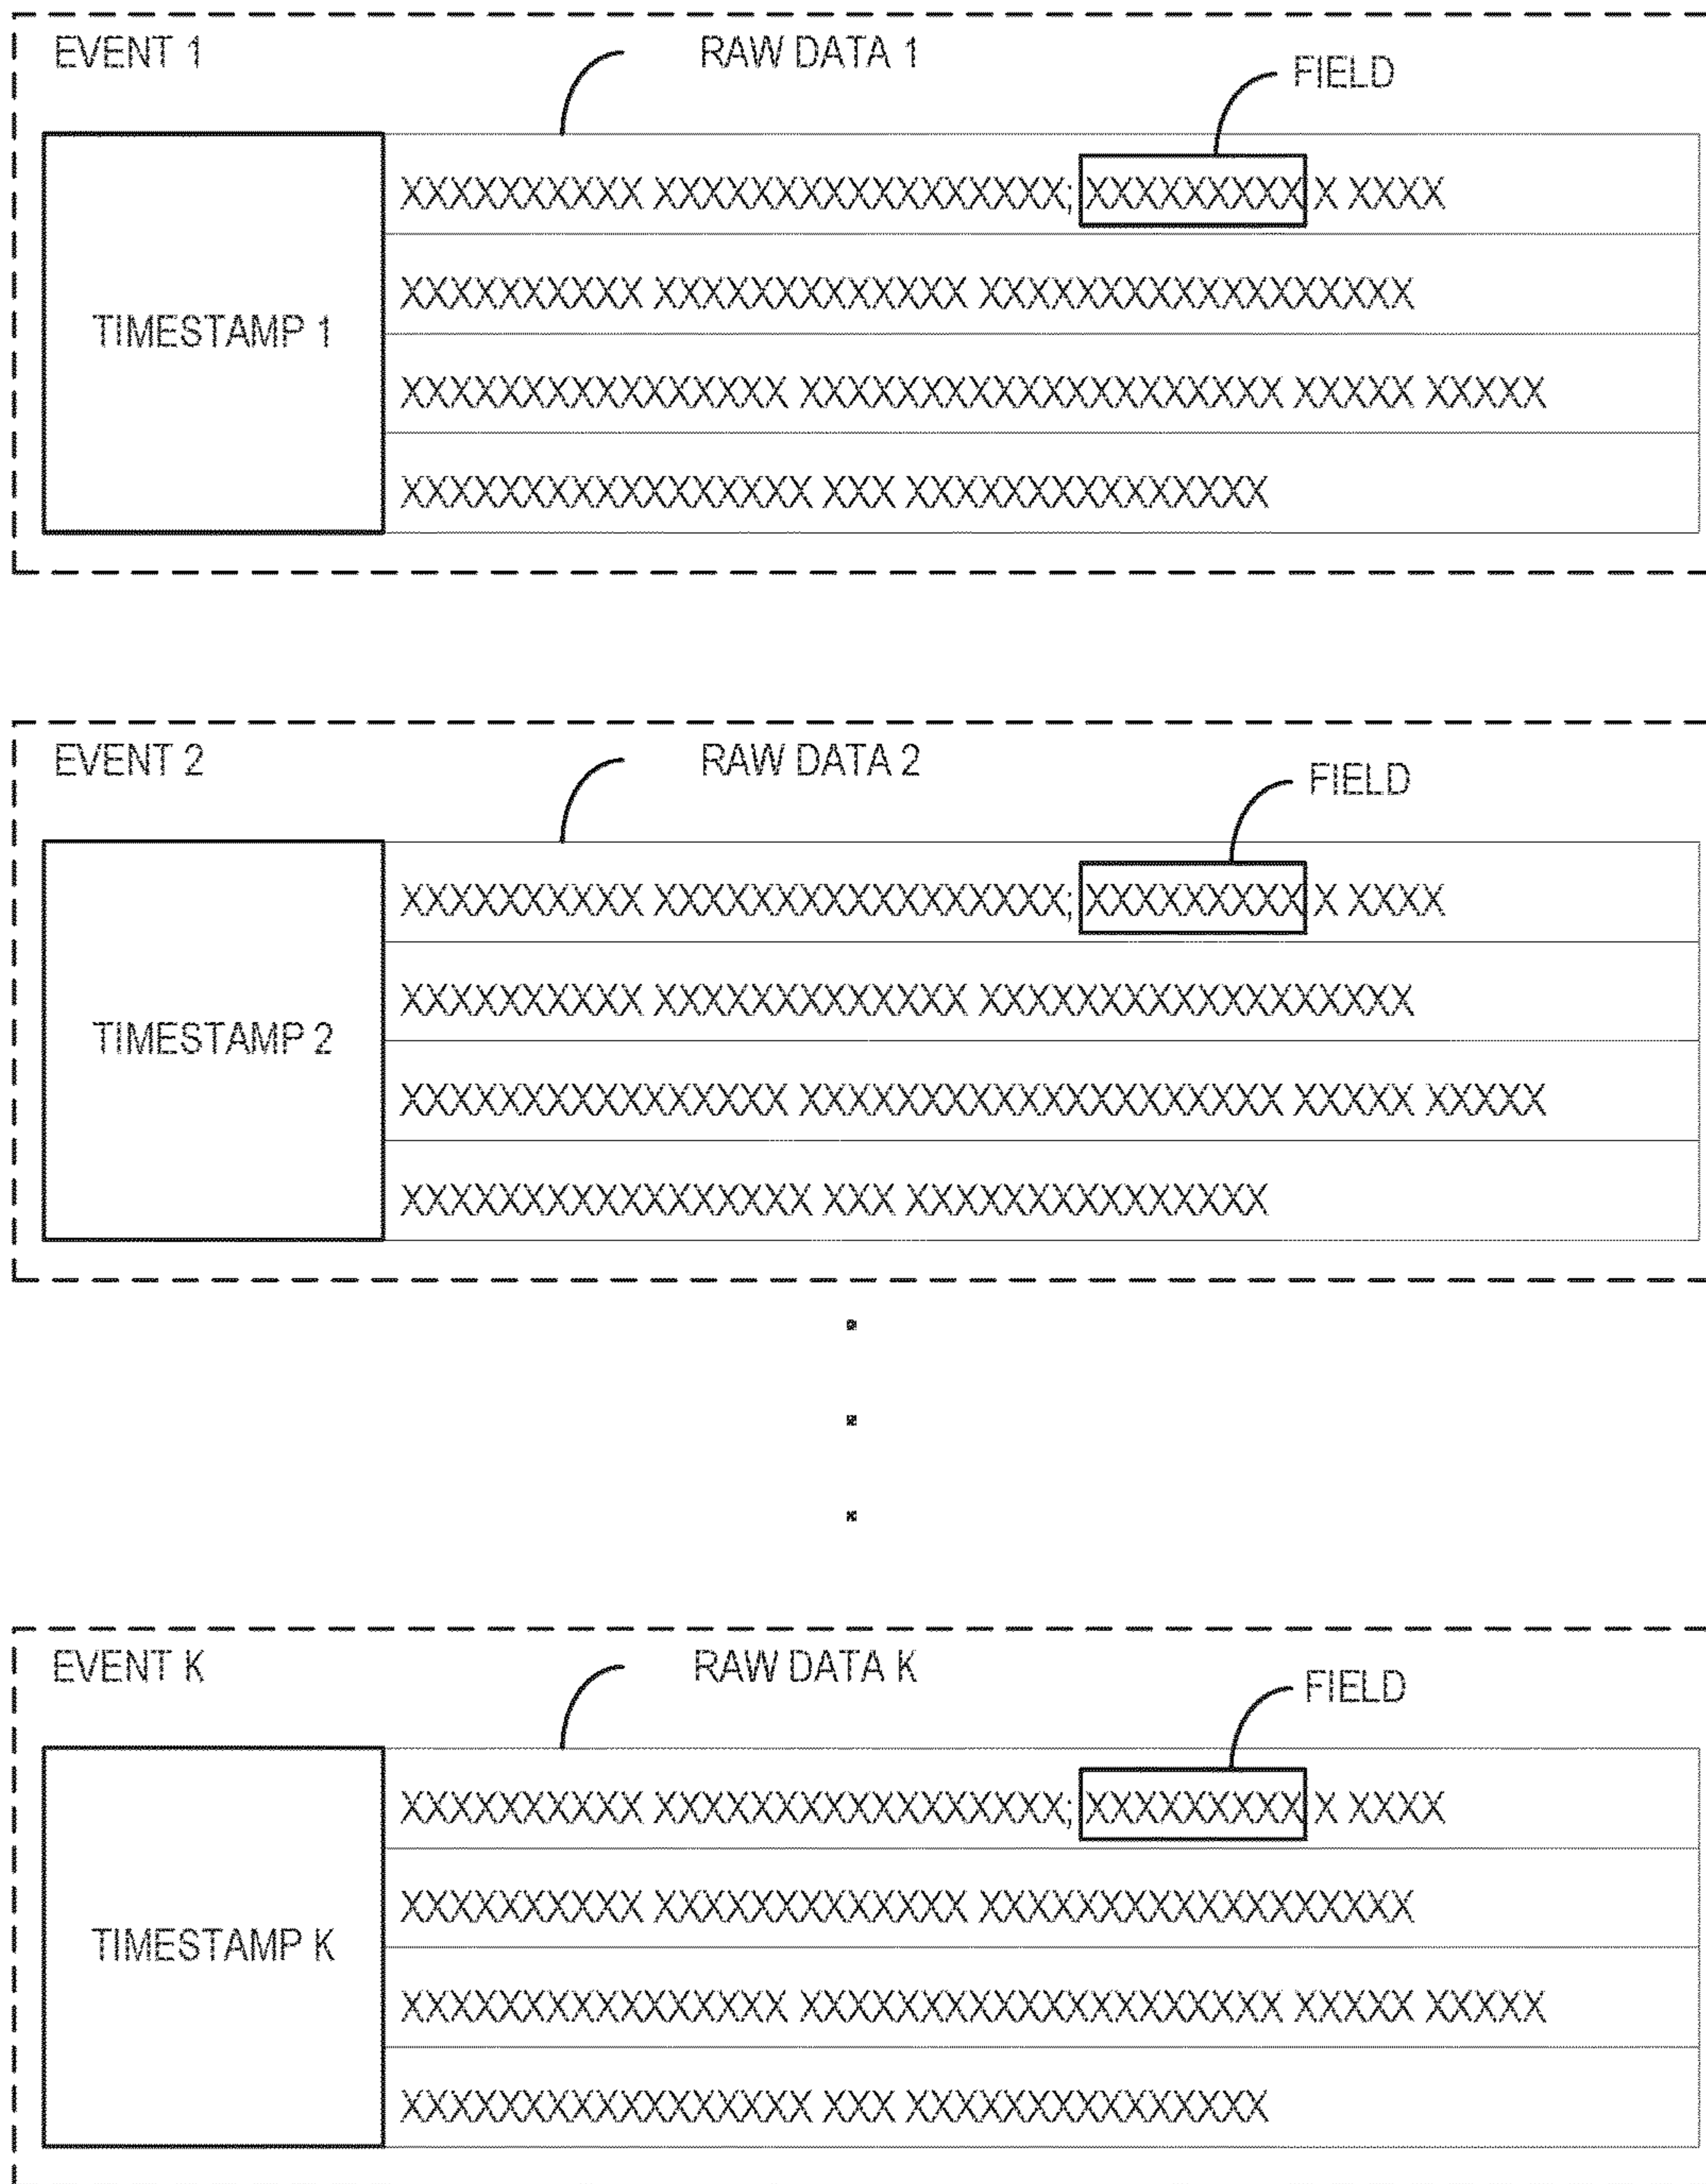 EVENT 1
RAW DATA 1
FIELD
TIMESTAMP 1
XXXXXXXXXX XXXXXXXXXXXXXXXXX; XXXXXXXXX X XXXX
XXXXXXXXXX XXXXXXXXXXXXX XXXXXXXXXXXXXXXXXX
XXXXXXXXXXXXXXXX XXXXXXXXXXXXXXXXXXXX XXXXX XXXXX
XXXXXXXXXXXXXXXXX XXX XXXXXXXXXXXXXXX
EVENT 2
RAW DATA 2
FIELD
TIMESTAMP 2
XXXXXXXXXX XXXXXXXXXXXXXXXXX; XXXXXXXXX X XXXX
XXXXXXXXXX XXXXXXXXXXXXX XXXXXXXXXXXXXXXXXX
XXXXXXXXXXXXXXXX XXXXXXXXXXXXXXXXXXXX XXXXX XXXXX
XXXXXXXXXXXXXXXXX XXX XXXXXXXXXXXXXXX
EVENT K
RAW DATA K
FIELD
TIMESTAMP K
XXXXXXXXXX XXXXXXXXXXXXXXXXX; XXXXXXXXX X XXXX
XXXXXXXXXX XXXXXXXXXXXXX XXXXXXXXXXXXXXXXXX
XXXXXXXXXXXXXXXX XXXXXXXXXXXXXXXXXXXX XXXXX XXXXX
XXXXXXXXXXXXXXXXX XXX XXXXXXXXXXXXXXX